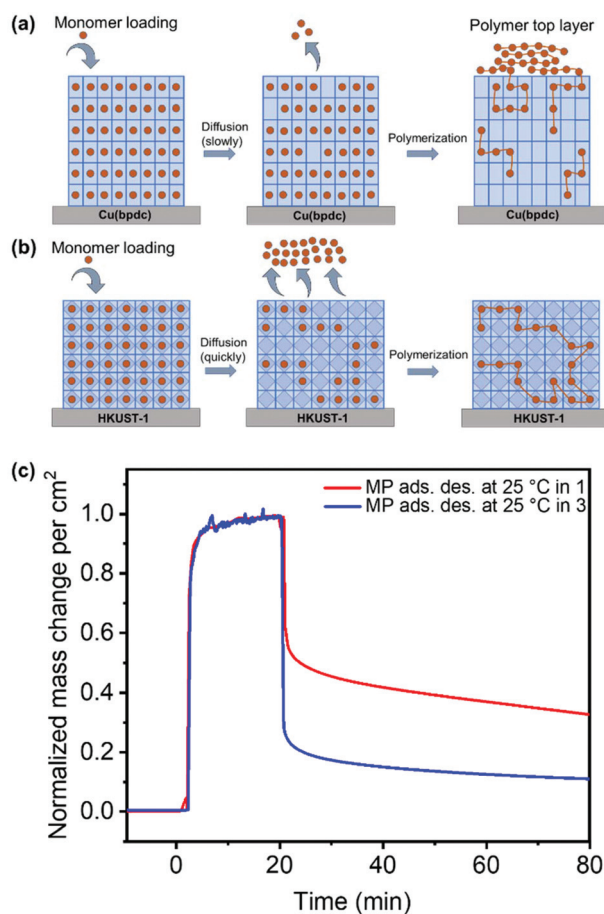 (a) Monomer loading
Polymer top layer
Diffusion
(slowly)
Polymerization
Cu(bpdc)
Cu(bpdc)
Cu(bpdc)
(b) Monomer loading
Diffusion
(quickly)
Polymerization
HKUST-1
HKUST-1
HKUST-1
(c)
MP ads. des. at 25 °C in 1
MP ads. des. at 25 °C in 3
Normalized mass change per cm²
1.0
0.8
0.6
0.4
0.2
0.0
0 20 40 60 80
Time (min)